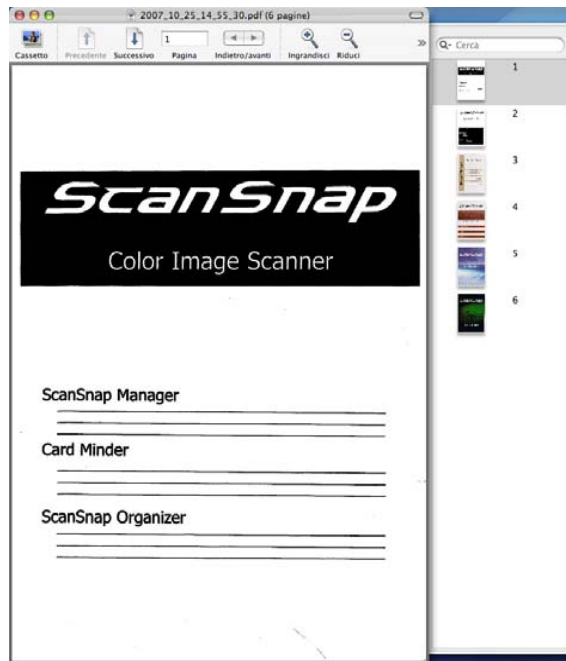 2007_10_25_14_55_30.pdf (6 pagine)
1
Cassetto Precedente Successivo Pagina Indietro/avanti Ingrandisci Riduci
»
Cerca
ScanSnap
Color Image Scanner
ScanSnap Manager
Card Minder
ScanSnap Organizer
1
2
3
4
5
6